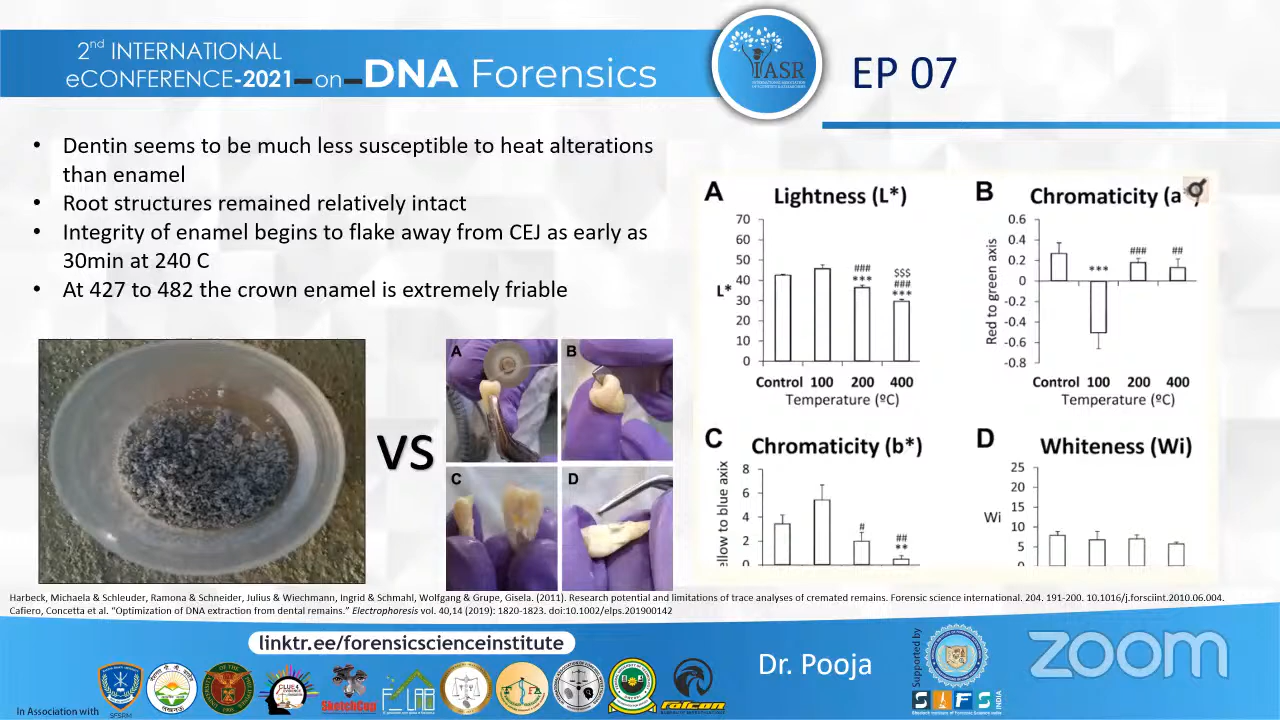 2nd INTERNATIONAL
eCONFERENCE-2021-on-DNA Forensics
IASR
EP 07
• Dentin seems to be much less susceptible to heat alterations
than enamel
• Root structures remained relatively intact
• Integrity of enamel begins to flake away from CEJ as early as
30min at 240 C
• At 427 to 482 the crown enamel is extremely friable
VS
A
B
C
D
A Lightness (L*)
70
60
50
40
30
20
10
0
L*
###
***
$$$
###
***
Control 100 200 400
Temperature (ºC)
B Chromaticity (a
0.6
0.4
0.2
0
-0.2
-0.4
-0.6
-0.8
Red to green axis
***
###
##
Control 100 200 400
Temperature (ºC)
C Chromaticity (b*)
8
6
4
2
0
ellow to blue axix
#
##
**
D Whiteness (Wi)
25
20
15
10
5
0
Wi
Harbeck, Michaela & Schleuder, Ramona & Schneider, Julius & Wiechmann, Ingrid & Schmahl, Wolfgang & Grupe, Gisela. (2011). Research potential and limitations of trace analyses of cremated remains. Forensic science international. 204. 191-200. 10.1016/j.forsciint.2010.06.004.
Cafiero, Concetta et al. “Optimization of DNA extraction from dental remains.” Electrophoresis vol. 40,14 (2019): 1820-1823. doi:10.1002/elps.201900142
linktr.ee/forensicscienceinstitute
In Association with
SFSRM
SketchCop
F-LAB
falcon
Dr. Pooja
Supported by
SIFS INDIA
zoom